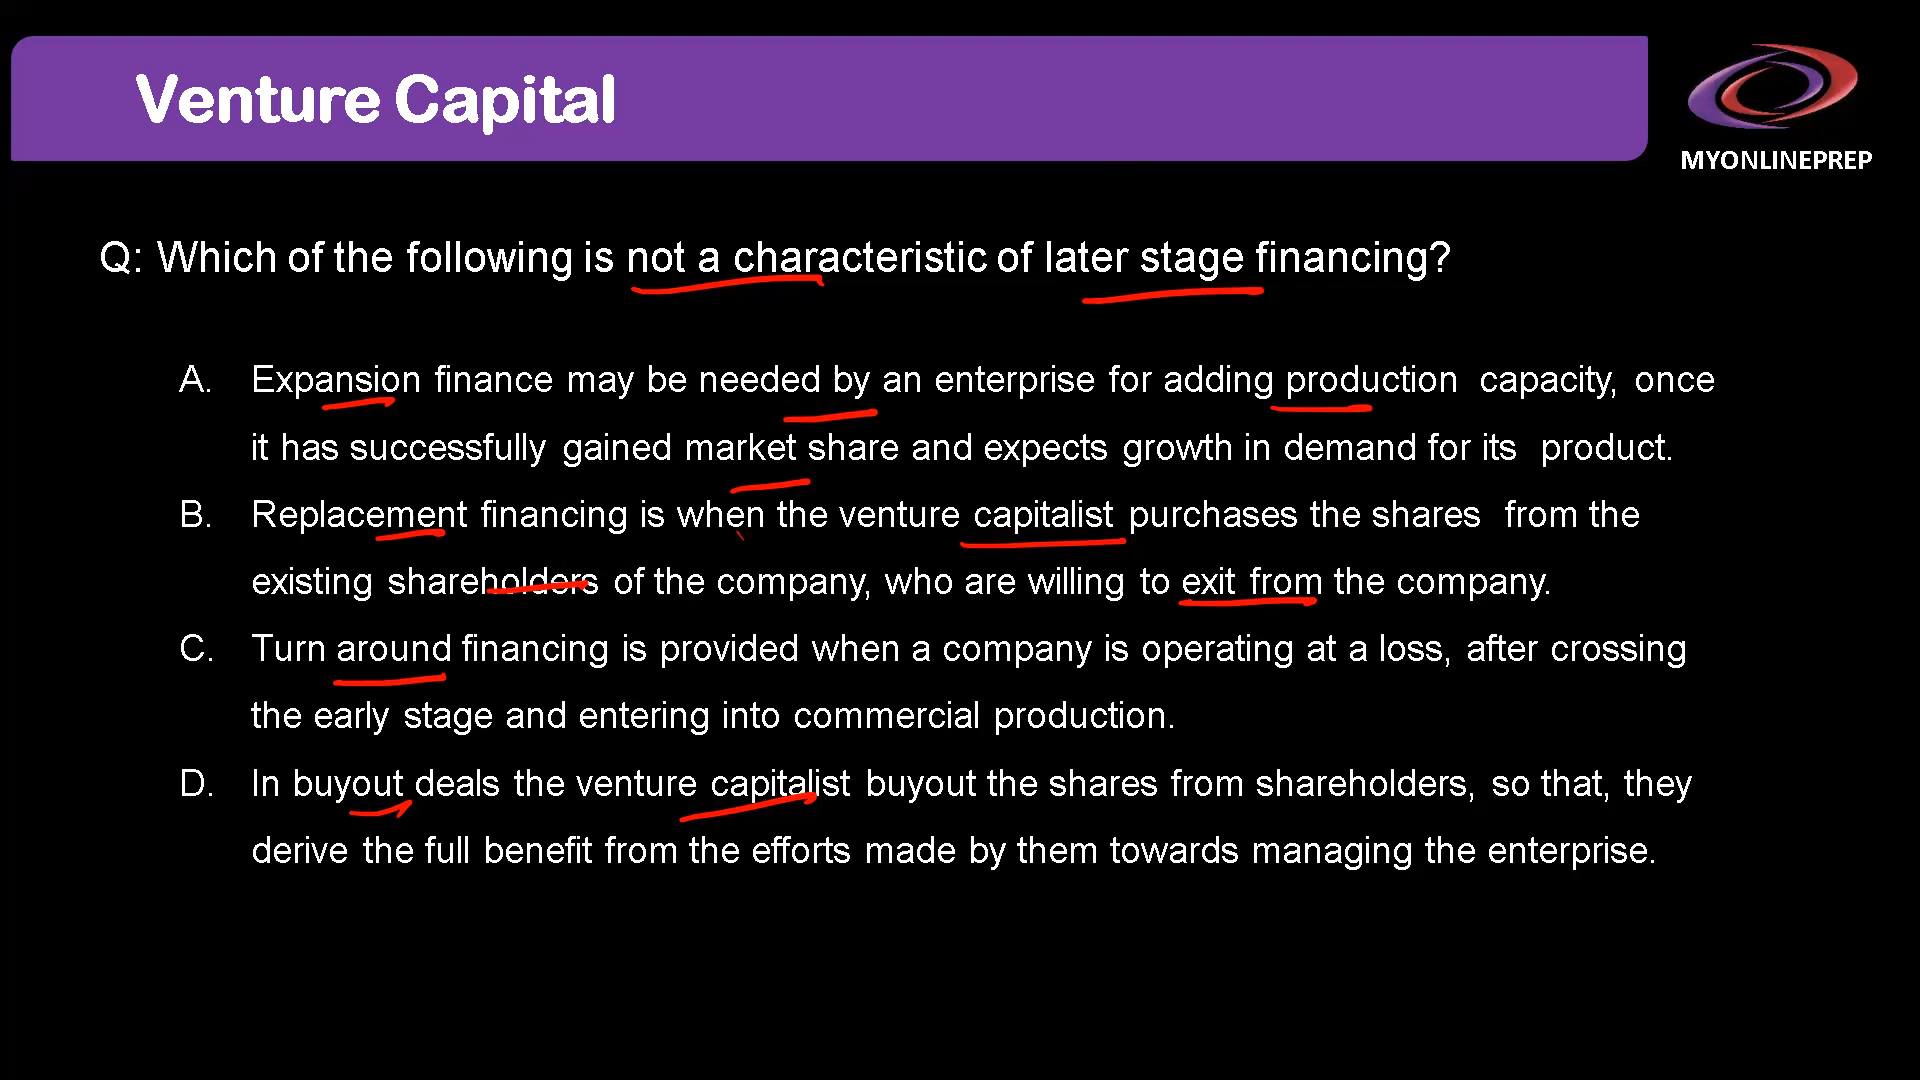 Venture Capital
MYONLINEPREP
Q: Which of the following is not a characteristic of later stage financing?
A. Expansion finance may be needed by an enterprise for adding production capacity, once
it has successfully gained market share and expects growth in demand for its product.
B. Replacement financing is when the venture capitalist purchases the shares from the
existing shareholders of the company, who are willing to exit from the company.
C. Turn around financing is provided when a company is operating at a loss, after crossing
the early stage and entering into commercial production.
D. In buyout deals the venture capitalist buyout the shares from shareholders, so that, they
derive the full benefit from the efforts made by them towards managing the enterprise.